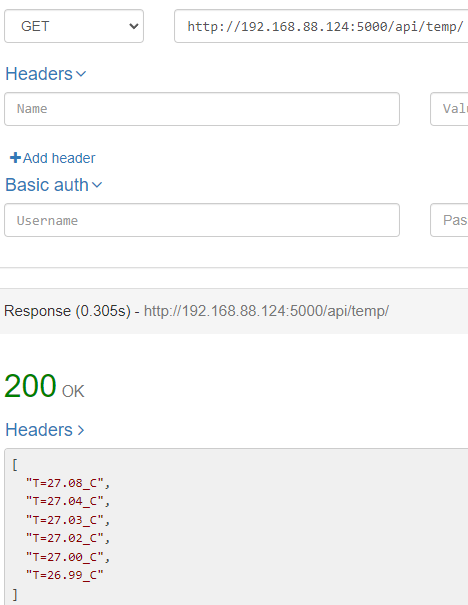 GET http://192.168.88.124:5000/api/temp/
Headers
Name Valu
+Add header
Basic auth
Username Pas
Response (0.305s) - http://192.168.88.124:5000/api/temp/
200 OK
Headers >
[
"T=27.08_C",
"T=27.04_C",
"T=27.03_C",
"T=27.02_C",
"T=27.00_C",
"T=26.99_C"
]